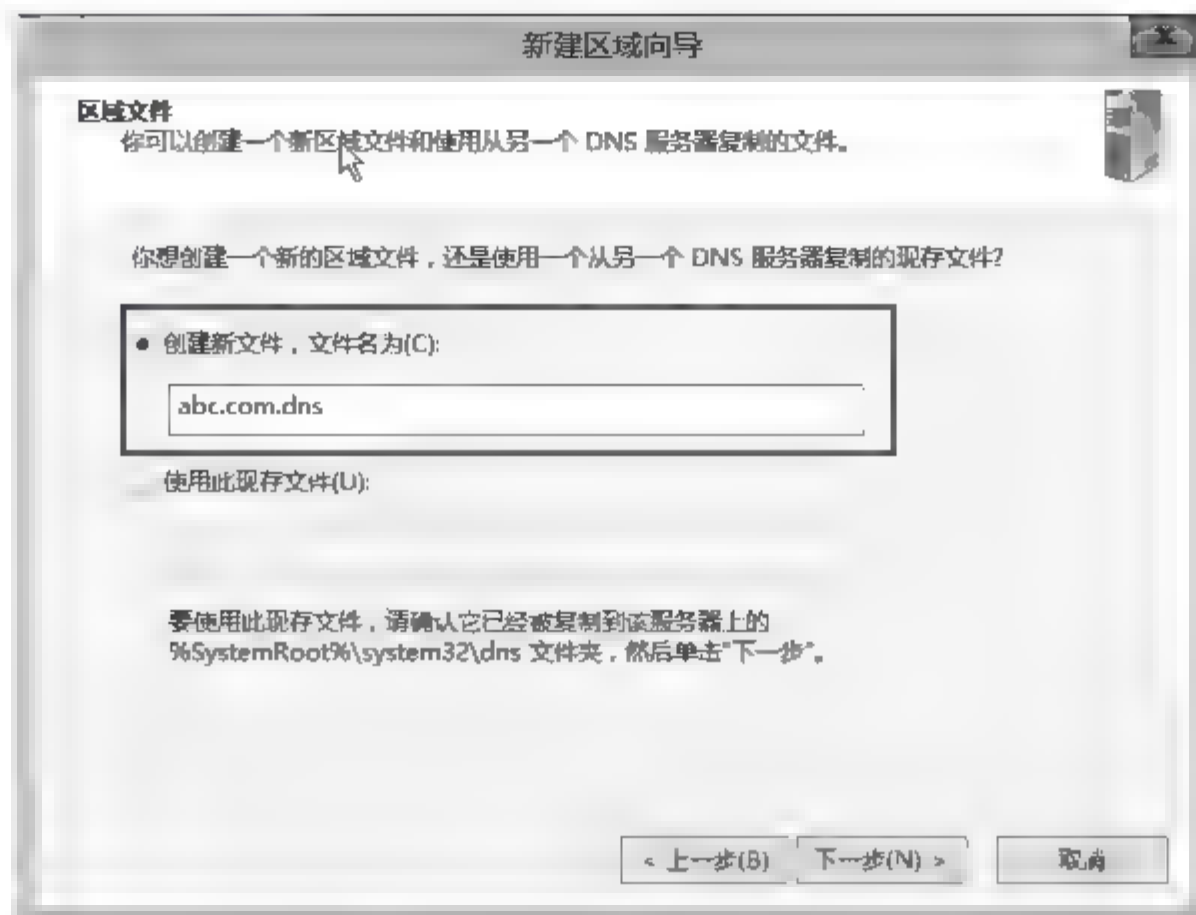 新建区域向导
区域文件
你可以创建一个新区域文件和使用从另一个 DNS 服务器复制的文件。
你想创建一个新的区域文件，还是使用一个从另一个 DNS 服务器复制的现存文件?
创建新文件，文件名为(C):
abc.com.dns
使用此现存文件(U):
要使用此现存文件，请确认它已经被复制到该服务器上的
%SystemRoot%\system32\dns 文件夹，然后单击"下一步"。
< 上一步(B) 下一步(N) > 取消